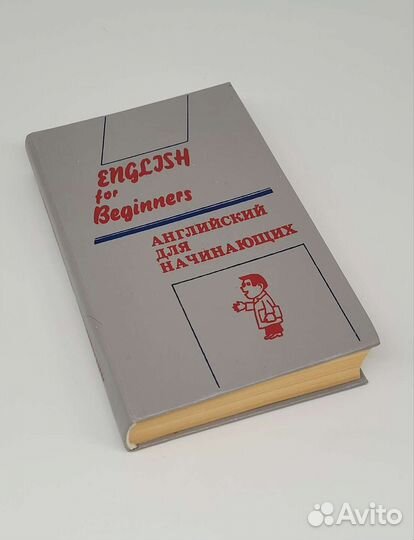 ENGLISH
for
Beginners
АНГЛИЙСКИЙ
ДЛЯ
НАЧИНАЮЩИХ
Avito